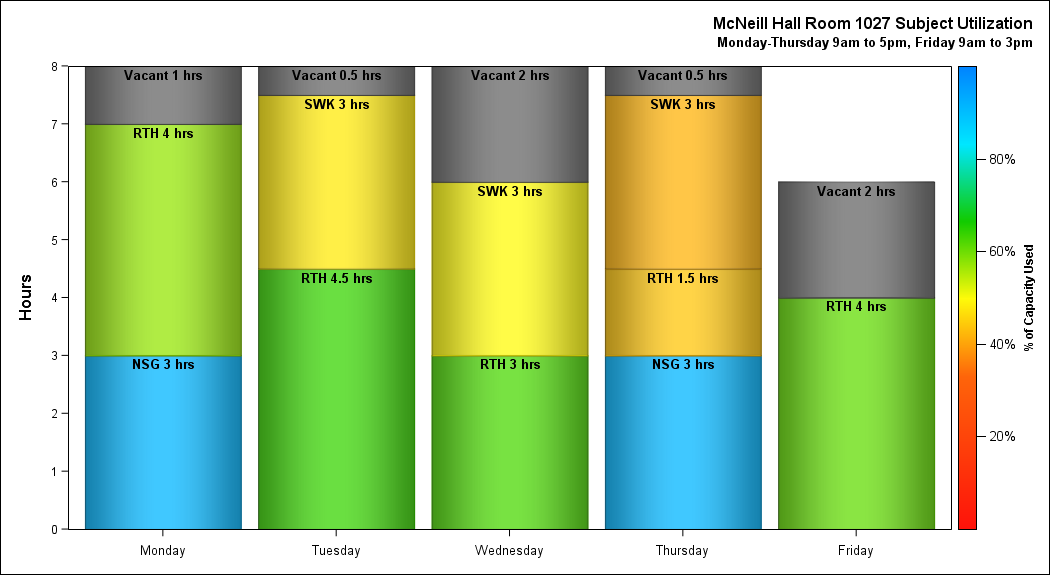 McNeill Hall Room 1027 Subject Utilization
Monday-Thursday 9am to 5pm, Friday 9am to 3pm
Hours
8
7
6
5
4
3
2
1
0
Vacant 1 hrs
RTH 4 hrs
NSG 3 hrs
Vacant 0.5 hrs
SWK 3 hrs
RTH 4.5 hrs
Vacant 2 hrs
SWK 3 hrs
RTH 3 hrs
Vacant 0.5 hrs
SWK 3 hrs
RTH 1.5 hrs
NSG 3 hrs
Vacant 2 hrs
RTH 4 hrs
Monday
Tuesday
Wednesday
Thursday
Friday
80%
60%
40%
20%
% of Capacity Used